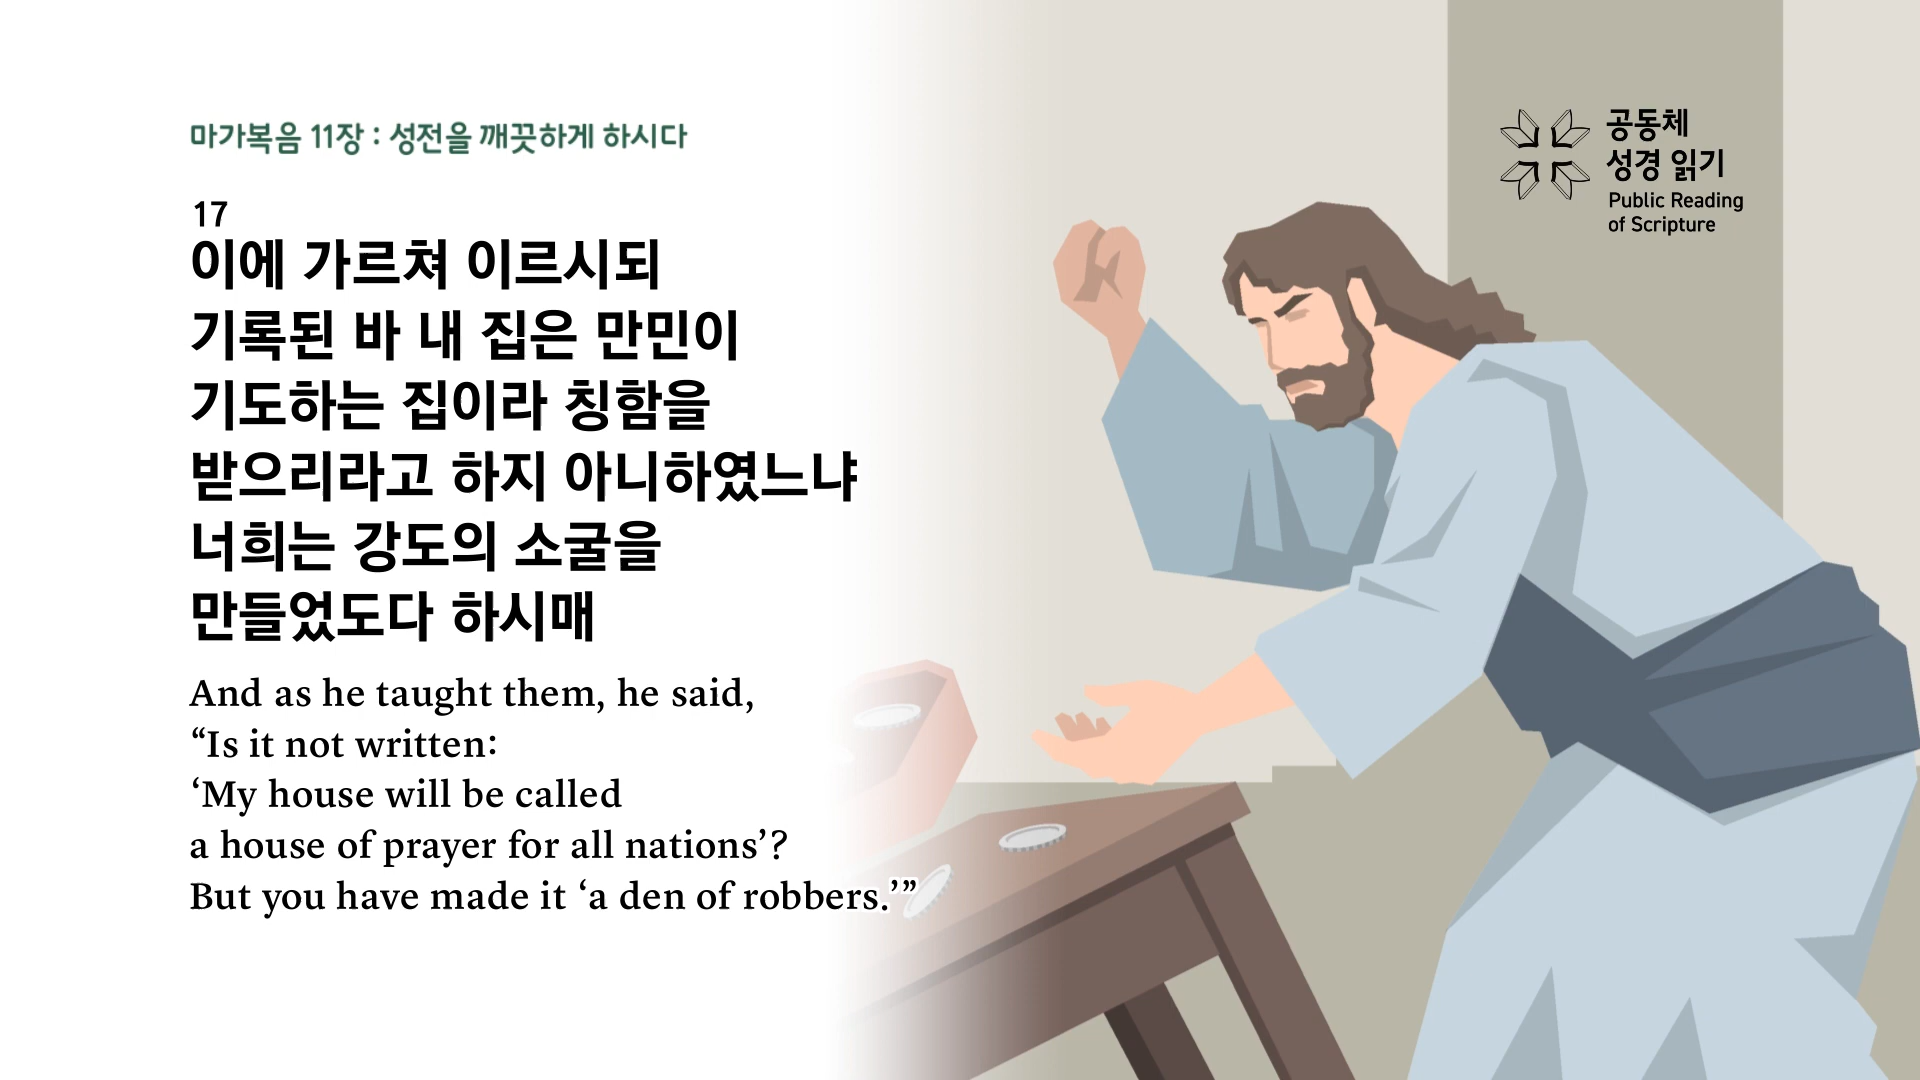 마가복음 11장 : 성전을 깨끗하게 하시다
17
이에 가르쳐 이르시되
기록된 바 내 집은 만민이
기도하는 집이라 칭함을
받으리라고 하지 아니하였느냐
너희는 강도의 소굴을
만들었도다 하시매
And as he taught them, he said,
“Is it not written:
‘My house will be called
a house of prayer for all nations’?
But you have made it ‘a den of robbers.’”
공동체
성경 읽기
Public Reading
of Scripture